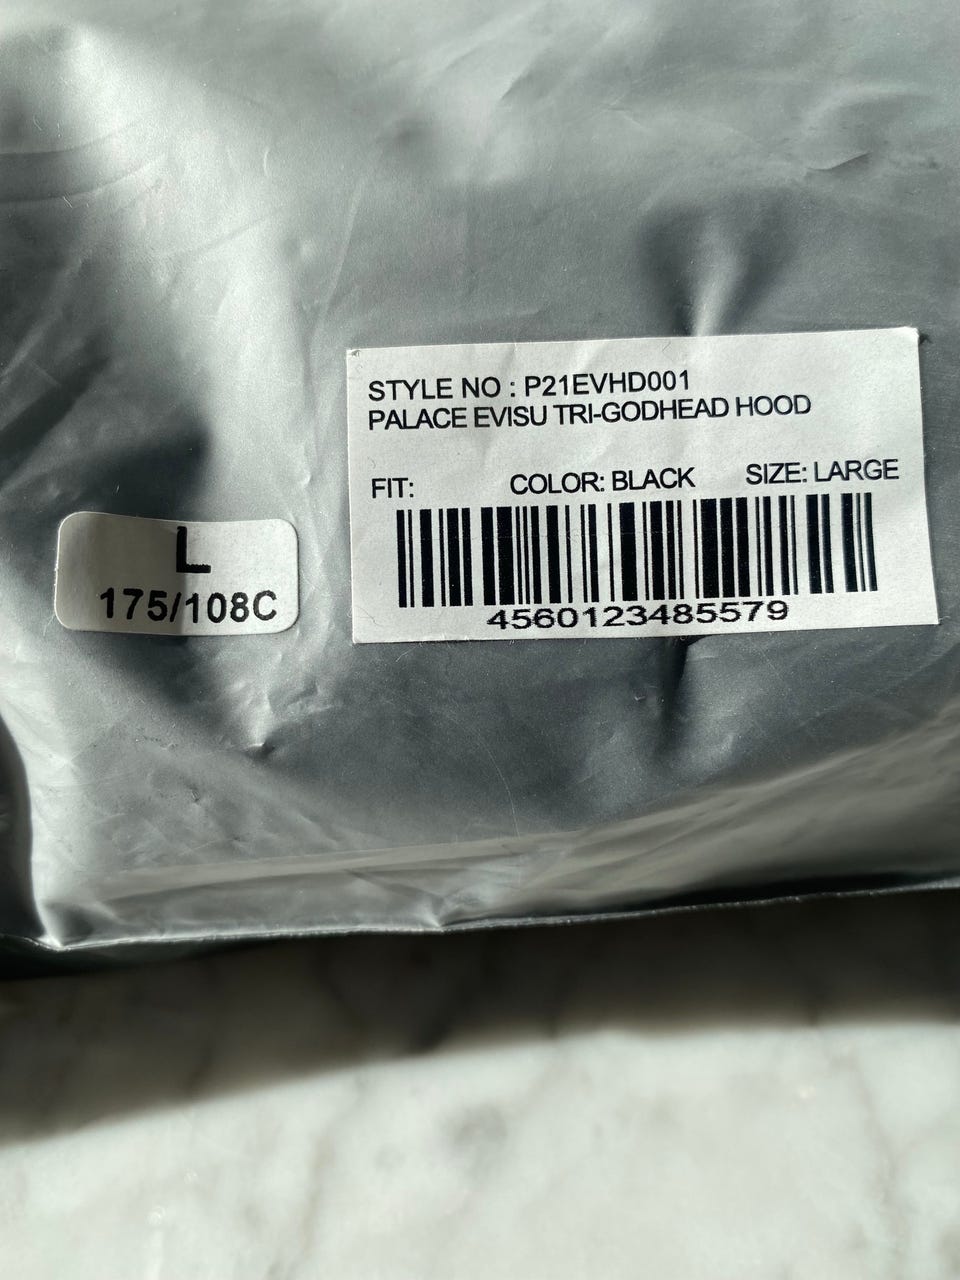 STYLE NO : P21EVHD001
PALACE EVISU TRI-GODHEAD HOOD
FIT: COLOR: BLACK SIZE: LARGE
4560123485579
L
175/108C